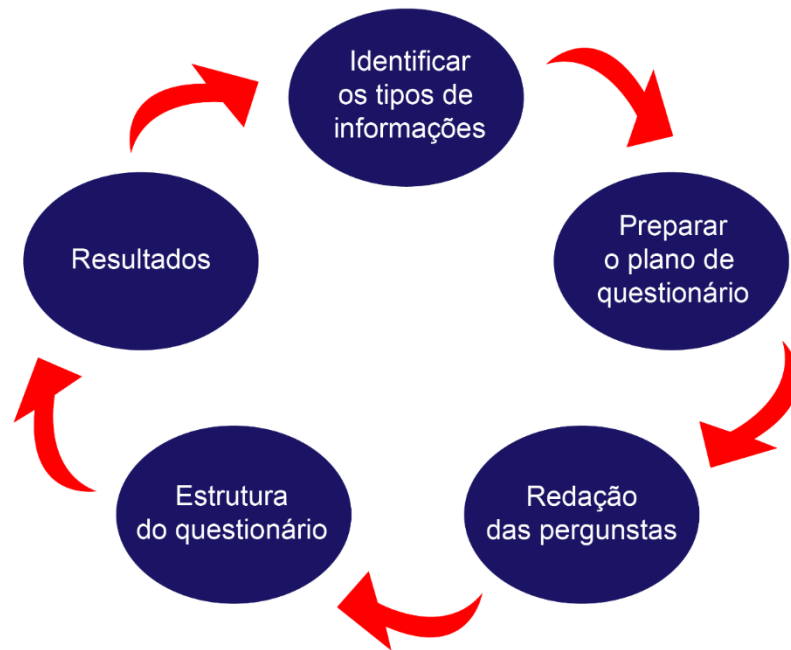 Identificar
os tipos de
informações
Preparar
o plano de
questionário
Redação
das pergunstas
Estrutura
do questionário
Resultados